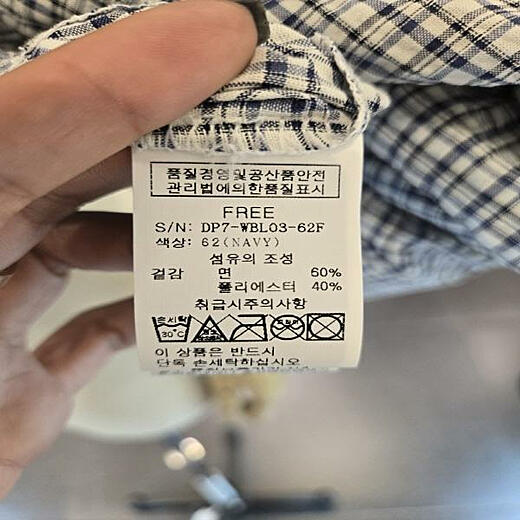 품질경영및공산품안전
관리법에의한품질표시
FREE
S/N: DP7-WBL03-62F
색상: 62(NAVY)
섬유의 조성
겉감 면 60%
폴리에스터 40%
취급시주의사항
손세탁
30℃
이 상품은 반드시
단독 손세탁하십시오